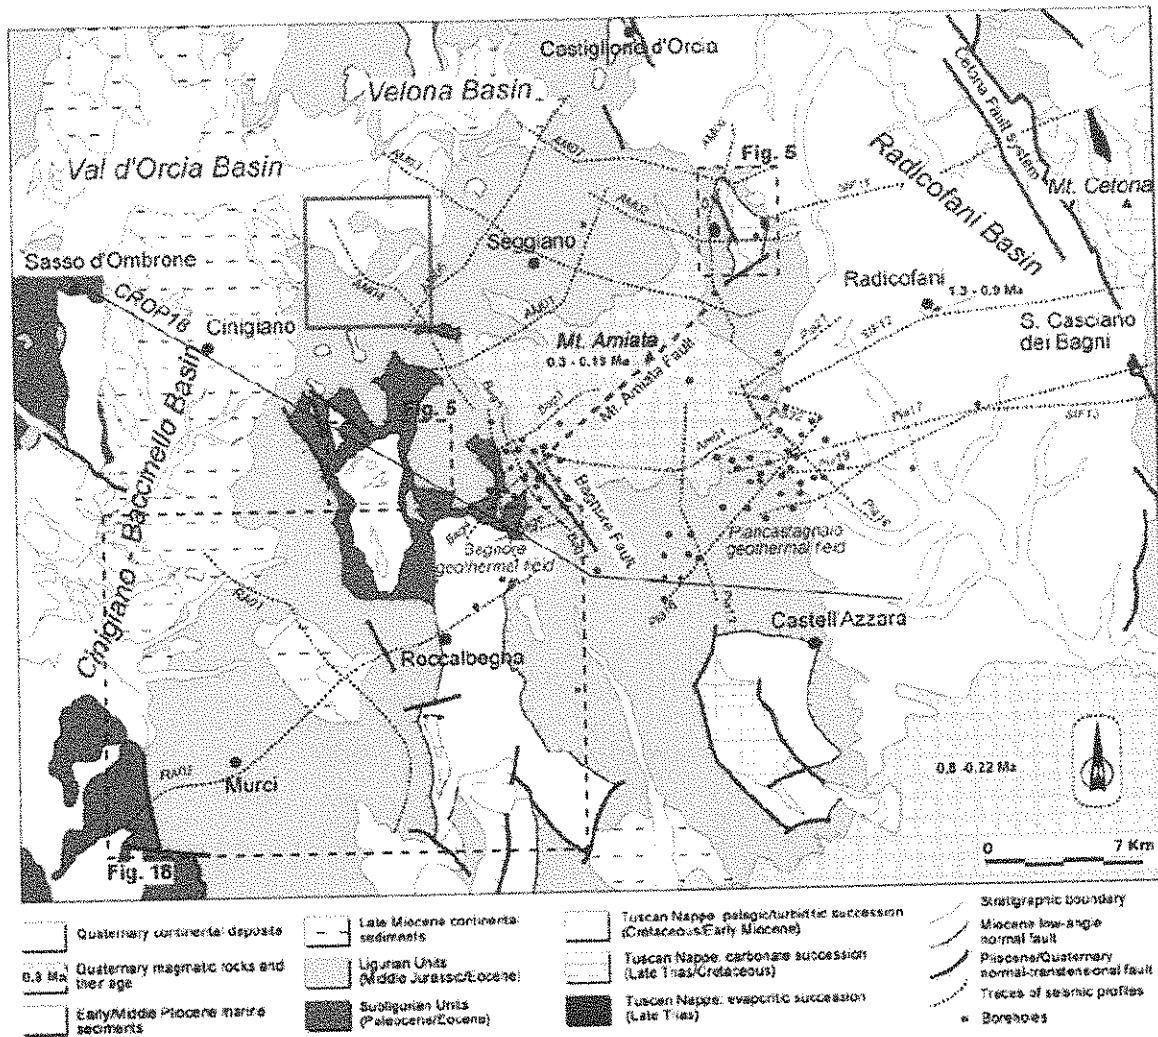 Castiglione d'Orcia
Velona Basin
Val d'Orcia Basin
Cetona Fault system
Radicofani Basin
Mt. Cetona
AM07
Fig. 6
Seggiano
Sasso d'Ombrone
CROP18
Cinigiano
AM04
AM01
Radicofani
1.3 - 0.9 Ma
S. Casciano
dei Bagni
Mt. Amiata
0.3 - 0.19 Ma
Mt. Amiata Fault
Fig. 5
Cinigiano - Baccinello Basin
Bagnore Fault
Bagnore
geothermal field
Piancastagnaio
geothermal field
RA01
Roccalbegna
Castell'Azzara
RA02
Murci
0.8 -0.22 Ma
N
0 7 Km
Fig. 18
Quaternary continental deposits
0.3 Ma Quaternary magmatic rocks and
their age
Early/Middle Pliocene marine
sediments
Late Miocene continental
sediments
Ligurian Units
(Middle Jurassic/Eocene)
Subligurian Units
(Paleocene/Eocene)
Tuscan Nappe: pelagic/turbiditic succession
(Cretaceous/Early Miocene)
Tuscan Nappe: carbonate succession
(Late Trias/Cretaceous)
Tuscan Nappe: evaporitic succession
(Late Trias)
Stratigraphic boundary
Miocene low-angle
normal fault
Pliocene/Quaternary
normal-transtensional fault
Traces of seismic profiles
Boreholes